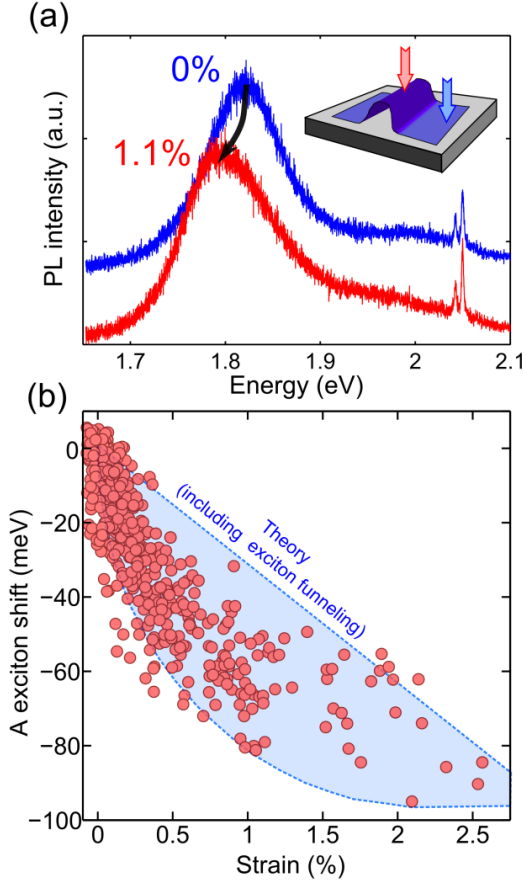 (a)
0%
1.1%
PL intensity (a.u.)
1.7
1.8
1.9
2
2.1
Energy (eV)
(b)
0
−20
−40
−60
−80
−100
A exciton shift (meV)
Theory
(including exciton funneling)
0
0.5
1
1.5
2
2.5
Strain (%)